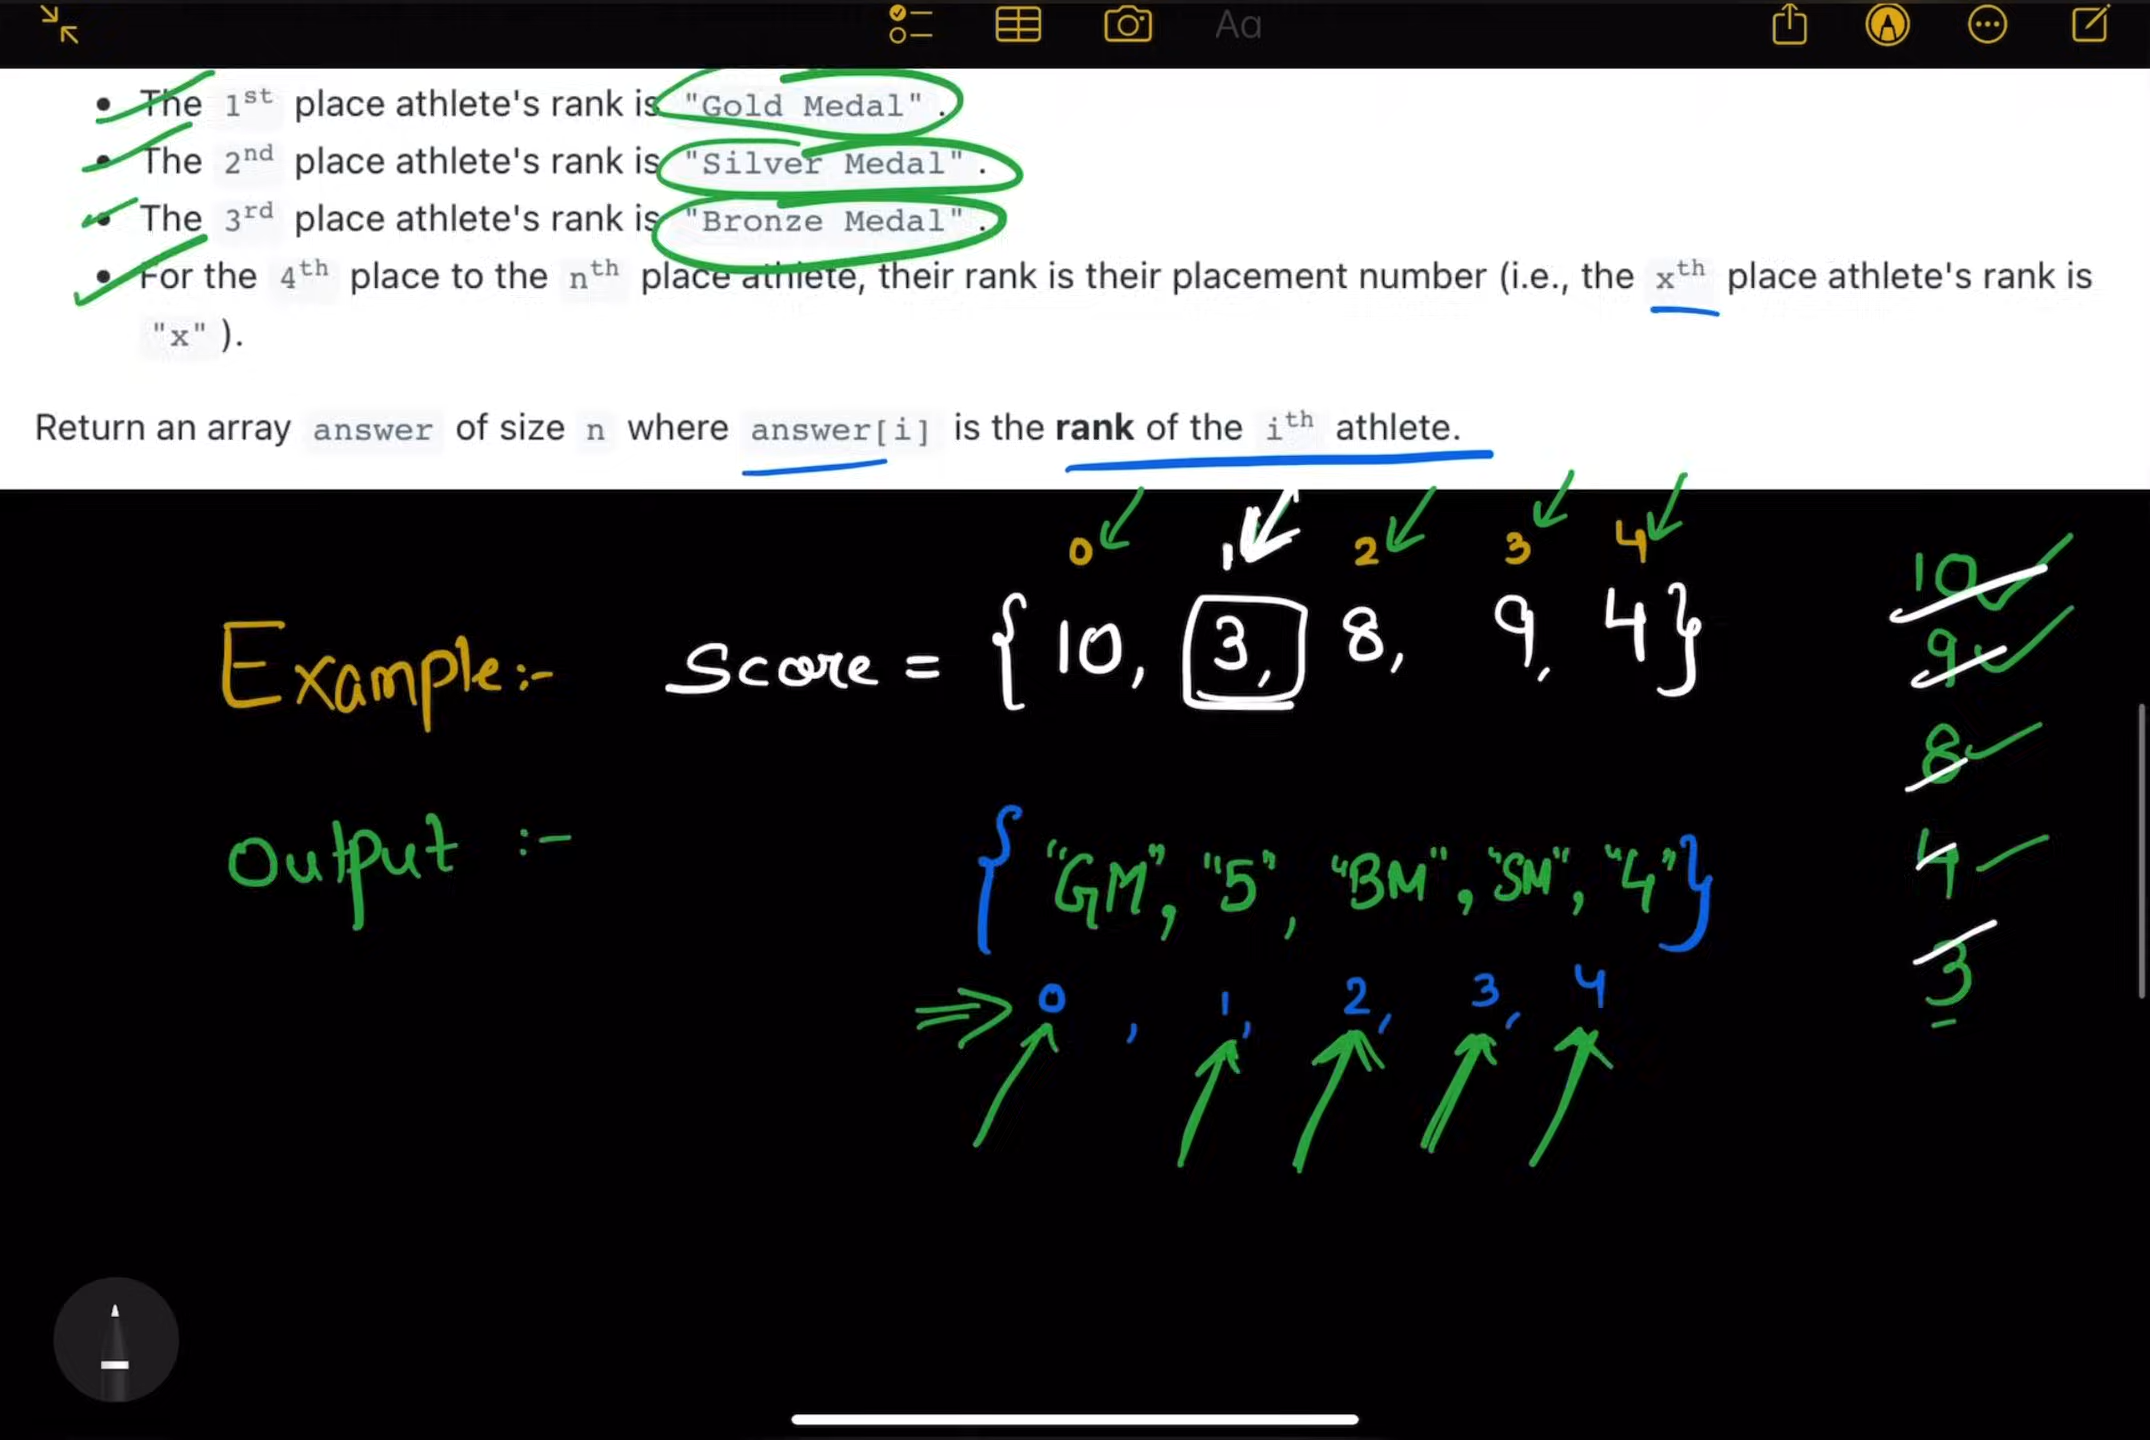 Aa
• The 1st place athlete's rank is "Gold Medal" .
• The 2nd place athlete's rank is "Silver Medal" .
• The 3rd place athlete's rank is "Bronze Medal" .
• For the 4th place to the nth place athlete, their rank is their placement number (i.e., the xth place athlete's rank is
"x" ).
Return an array answer of size n where answer[i] is the rank of the ith athlete.
0 1 2 3 4
Example:- Score = { 10, 3, 8, 9, 4}
Output :- { "GM", "5", "BM", "SM", "4"}
0 , 1, 2, 3, 4
10
9
8
4
3